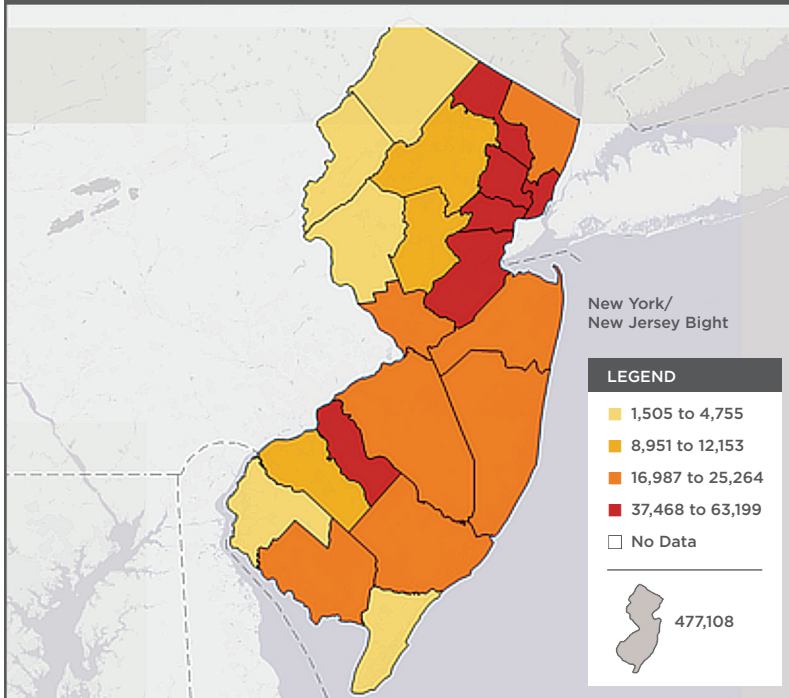 New York/
New Jersey Bight
LEGEND
1,505 to 4,755
8,951 to 12,153
16,987 to 25,264
37,468 to 63,199
No Data
477,108